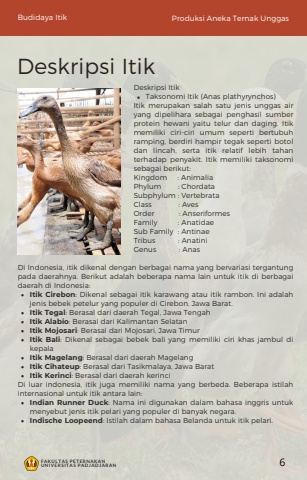 Budidaya Itik
Produksi Aneka Ternak Unggas
Deskripsi Itik
Deskripsi Itik
• Taksonomi Itik (Anas plathyrynchos)
Itik merupakan salah satu jenis unggas air
yang dipelihara sebagai penghasil sumber
protein hewani yaitu telur dan daging. Itik
memiliki ciri-ciri umum seperti bertubuh
ramping, berdiri hampir tegak seperti botol
dan lincah, serta itik relatif lebih tahan
terhadap penyakit. Itik memiliki taksonomi
sebagai berikut:
Kingdom : Animalia
Phylum : Chordata
Subphylum : Vertebrata
Class : Aves
Order : Anseriformes
Family : Anatidae
Sub Family : Antinae
Tribus : Anatini
Genus : Anas
Di Indonesia, itik dikenal dengan berbagai nama yang bervariasi tergantung
pada daerahnya. Berikut adalah beberapa nama lain untuk itik di berbagai
daerah di Indonesia:
• Itik Cirebon: Dikenal sebagai itik karawang atau itik rambon. Ini adalah
jenis bebek petelur yang populer di Cirebon, Jawa Barat.
• Itik Tegal: Berasal dari daerah Tegal, Jawa Tengah
• Itik Alabio: Berasal dari Kalimantan Selatan
• Itik Mojosari: Berasal dari Mojosari, Jawa Timur
• Itik Bali: Dikenal sebagai bebek bali yang memiliki ciri khas jambul di
kepala
• Itik Magelang: Berasal dari daerah Magelang
• Itik Cihateup: Berasal dari Tasikmalaya, Jawa Barat
• Itik Kerinci: Berasal dari daerah kerinci
Di luar indonesia, itik juga memiliki nama yang berbeda. Beberapa istilah
internasional untuk itik antara lain:
• Indian Runner Duck: Nama ini digunakan dalam bahasa inggris untuk
menyebut jenis itik pelari yang populer di banyak negara.
• Indische Loopeend: Istilah dalam bahasa Belanda untuk itik pelari.
FAKULTAS PETERNAKAN
UNIVERSITAS PADJADJARAN
6